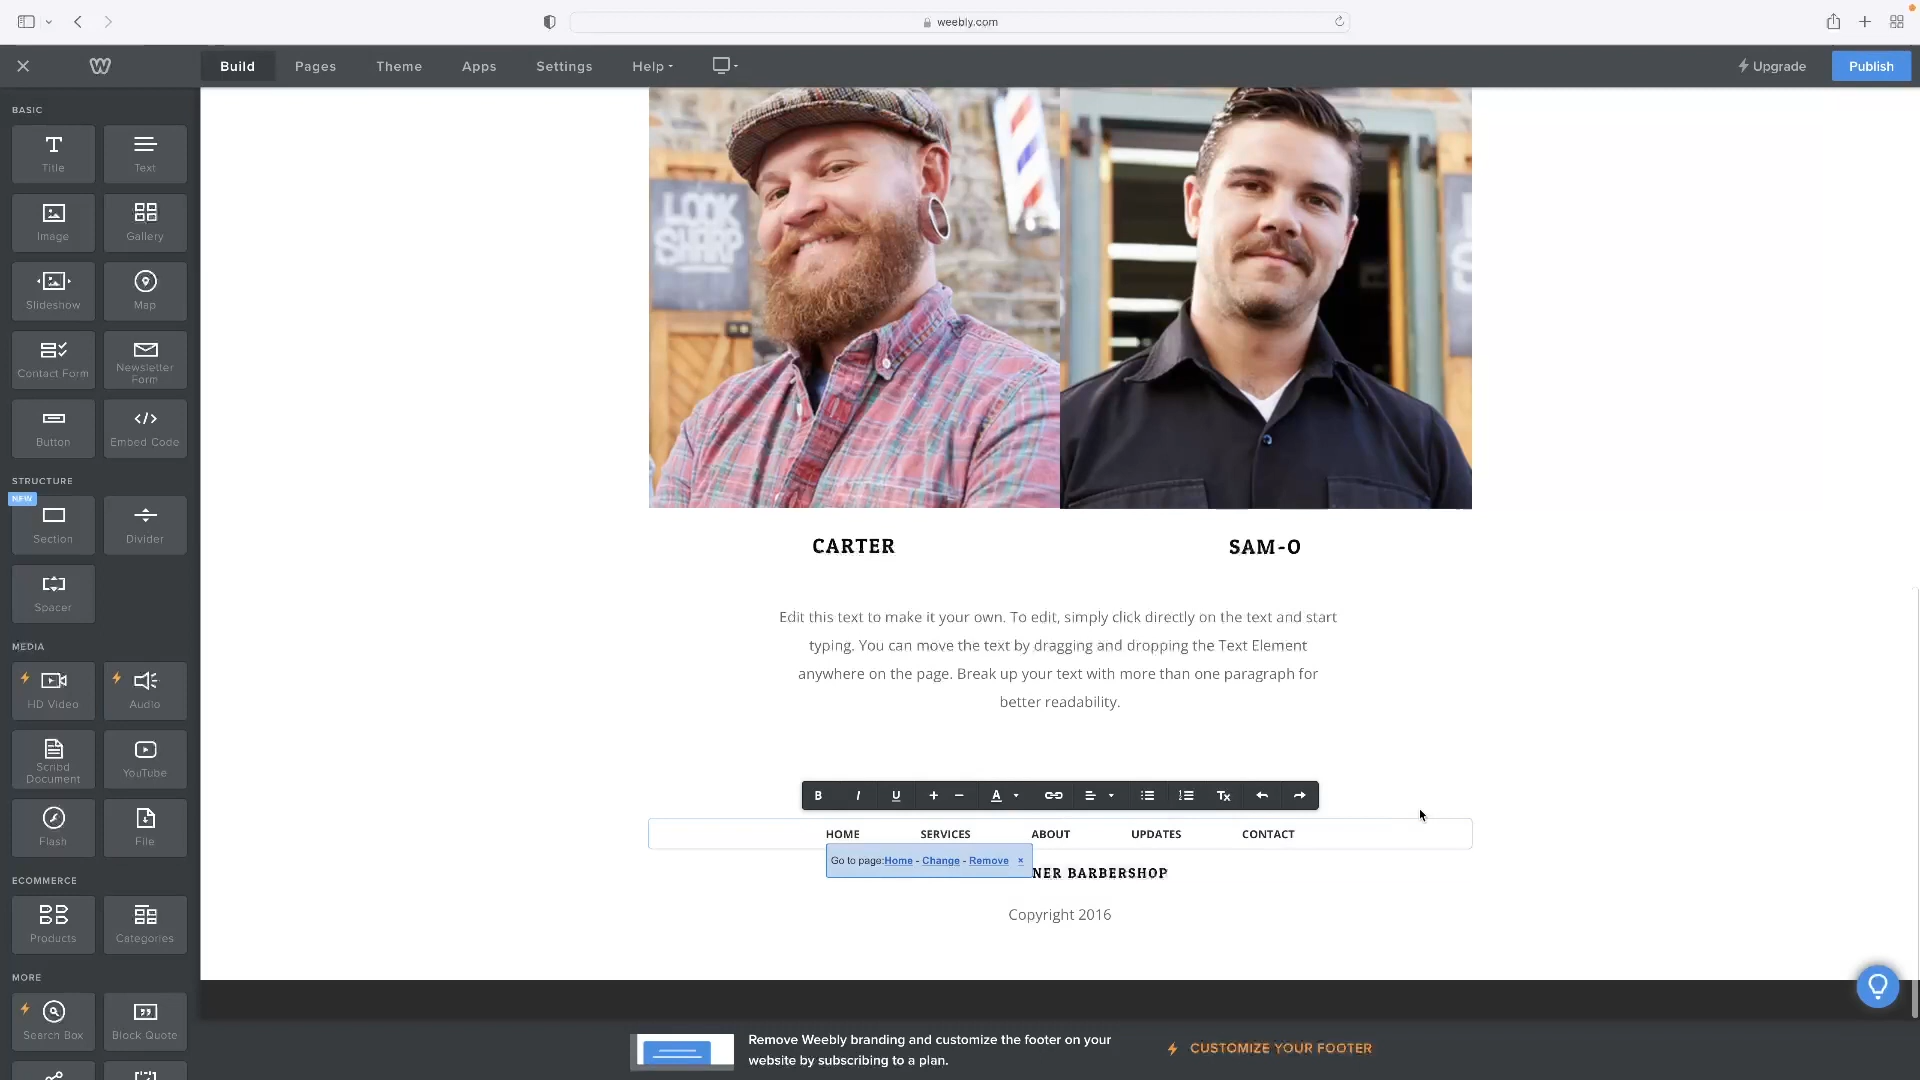 weebly.com
Build
Pages
Theme
Apps
Settings
Help
Upgrade
Publish
BASIC
Title
Text
Image
Gallery
Slideshow
Map
Contact Form
Newsletter
Form
Button
Embed Code
STRUCTURE
NEW
Section
Divider
Spacer
MEDIA
HD Video
Audio
Scribd
Document
YouTube
Flash
File
ECOMMERCE
Products
Categories
MORE
Search Box
Block Quote
LOOK
SHARP
CARTER
SAM-O
Edit this text to make it your own. To edit, simply click directly on the text and start
typing. You can move the text by dragging and dropping the Text Element
anywhere on the page. Break up your text with more than one paragraph for
better readability.
B I U + − A Tx
HOME SERVICES ABOUT UPDATES CONTACT
Go to page:Home - Change - Remove ×
NER BARBERSHOP
Copyright 2016
Remove Weebly branding and customize the footer on your
website by subscribing to a plan.
CUSTOMIZE YOUR FOOTER